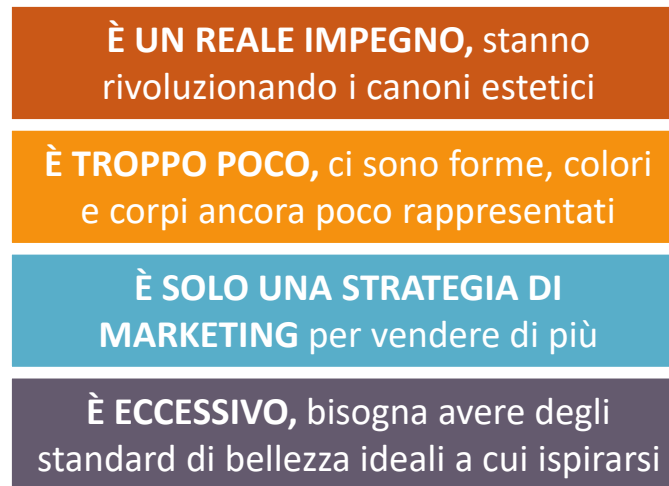 È UN REALE IMPEGNO, stanno
rivoluzionando i canoni estetici
È TROPPO POCO, ci sono forme, colori
e corpi ancora poco rappresentati
È SOLO UNA STRATEGIA DI
MARKETING per vendere di più
È ECCESSIVO, bisogna avere degli
standard di bellezza ideali a cui ispirarsi